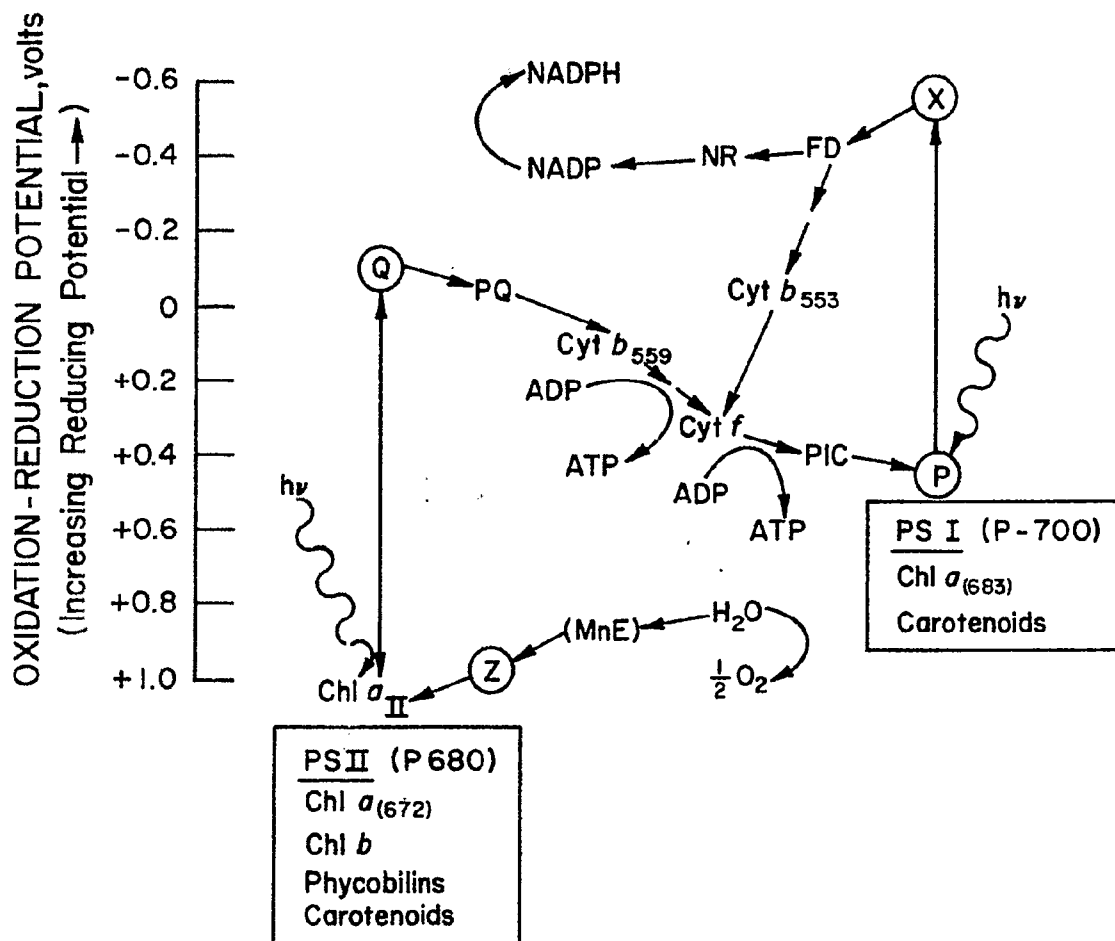 OXIDATION-REDUCTION POTENTIAL, volts
(Increasing Reducing Potential →)
-0.6
-0.4
-0.2
0
+0.2
+0.4
+0.6
+0.8
+1.0
NADPH
X
NADP
NR
FD
Q
PQ
Cyt b553
hν
Cyt b559
ADP
Cyt f
ATP
PIC
P
ADP
ATP
hν
PS I (P-700)
Chl a(683)
Carotenoids
(MnE)
H2O
Z
1/2 O2
Chl aII
PSII (P680)
Chl a(672)
Chl b
Phycobilins
Carotenoids